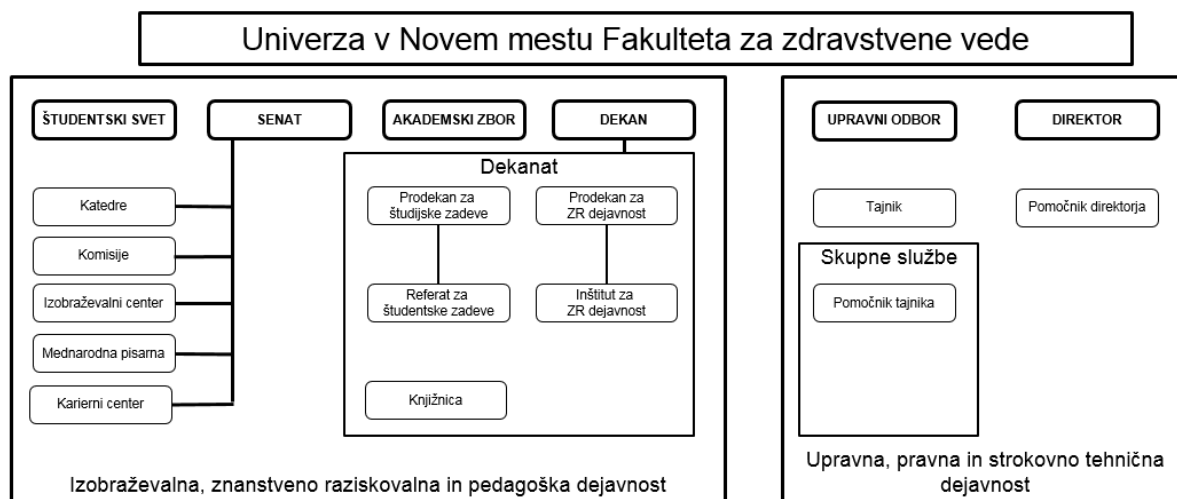 Univerza v Novem mestu Fakulteta za zdravstvene vede
ŠTUDENTSKI SVET
SENAT
AKADEMSKI ZBOR
DEKAN
Dekanat
Katedre
Komisije
Izobraževalni center
Mednarodna pisarna
Karierni center
Prodekan za
študijske zadeve
Prodekan za
ZR dejavnost
Referat za
študentske zadeve
Inštitut za
ZR dejavnost
Knjižnica
Izobraževalna, znanstveno raziskovalna in pedagoška dejavnost
UPRAVNI ODBOR
DIREKTOR
Tajnik
Pomočnik direktorja
Skupne službe
Pomočnik tajnika
Upravna, pravna in strokovno tehnična
dejavnost